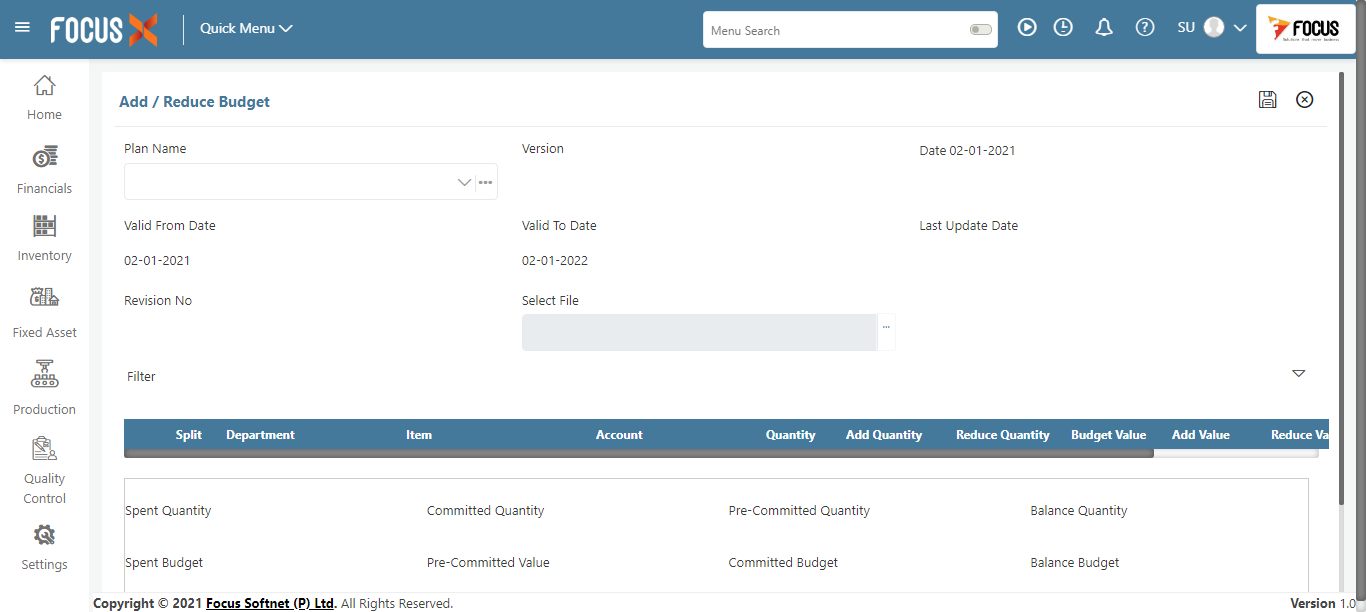 FOCUS X Quick Menu Menu Search SU FOCUS
Home
Financials
Inventory
Fixed Asset
Production
Quality
Control
Settings
Add / Reduce Budget
Plan Name Version Date 02-01-2021
Valid From Date Valid To Date Last Update Date
02-01-2021 02-01-2022
Revision No Select File
Filter
Split Department Item Account Quantity Add Quantity Reduce Quantity Budget Value Add Value Reduce Va
Spent Quantity Committed Quantity Pre-Committed Quantity Balance Quantity
Spent Budget Pre-Committed Value Committed Budget Balance Budget
Copyright © 2021 Focus Softnet (P) Ltd. All Rights Reserved. Version 1.0